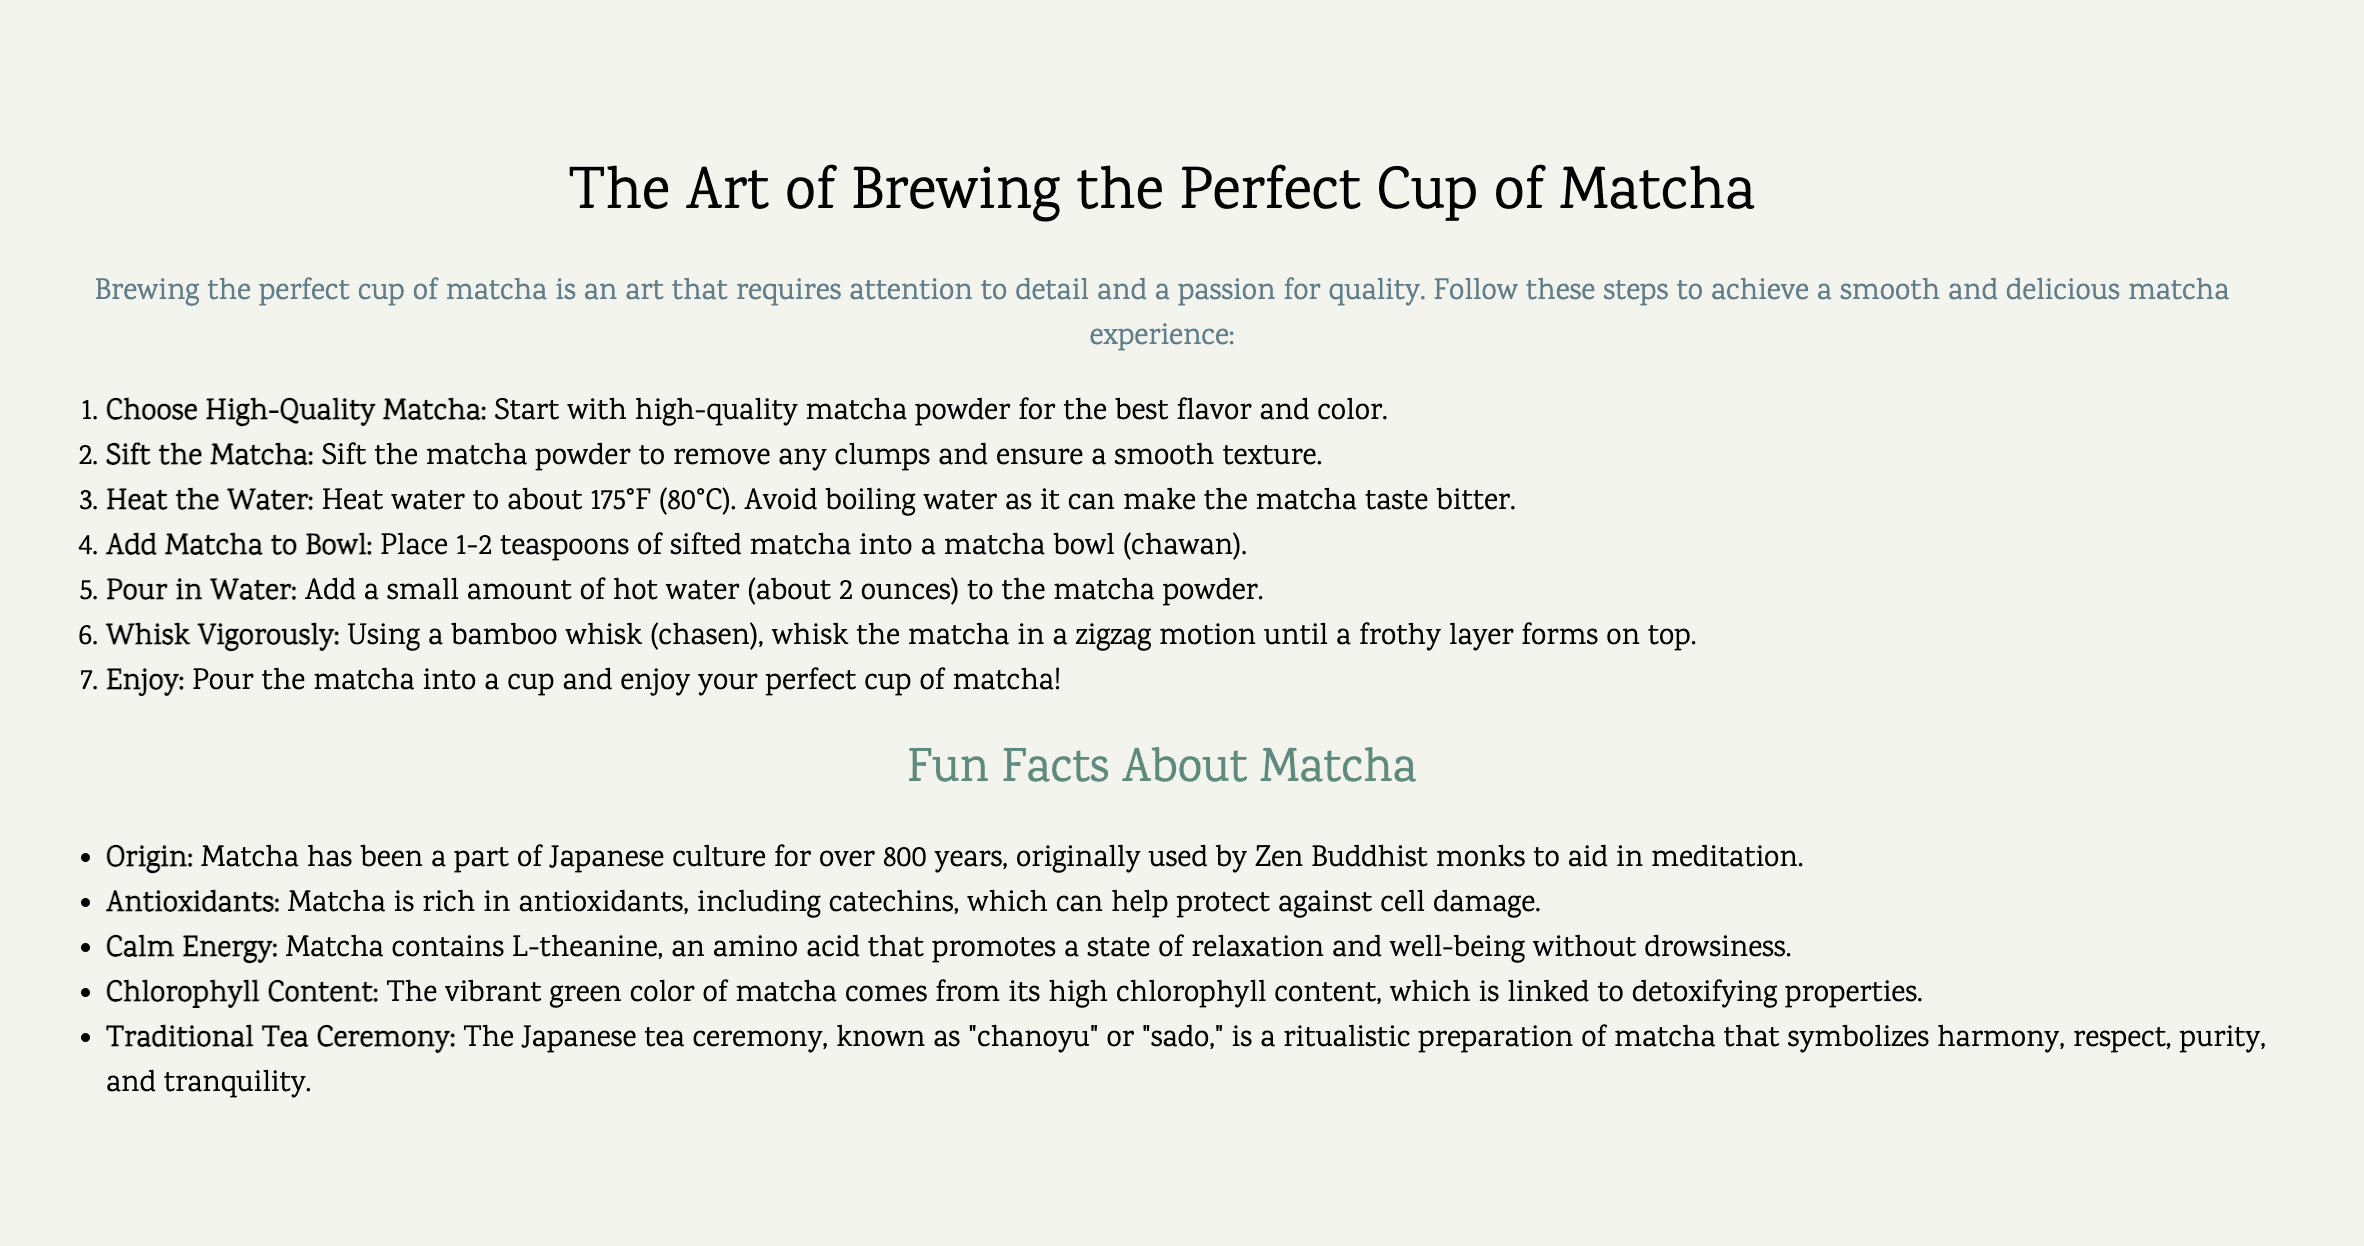 The Art of Brewing the Perfect Cup of Matcha
Brewing the perfect cup of matcha is an art that requires attention to detail and a passion for quality. Follow these steps to achieve a smooth and delicious matcha
experience:
1. Choose High-Quality Matcha: Start with high-quality matcha powder for the best flavor and color.
2. Sift the Matcha: Sift the matcha powder to remove any clumps and ensure a smooth texture.
3. Heat the Water: Heat water to about 175°F (80°C). Avoid boiling water as it can make the matcha taste bitter.
4. Add Matcha to Bowl: Place 1-2 teaspoons of sifted matcha into a matcha bowl (chawan).
5. Pour in Water: Add a small amount of hot water (about 2 ounces) to the matcha powder.
6. Whisk Vigorously: Using a bamboo whisk (chasen), whisk the matcha in a zigzag motion until a frothy layer forms on top.
7. Enjoy: Pour the matcha into a cup and enjoy your perfect cup of matcha!
Fun Facts About Matcha
• Origin: Matcha has been a part of Japanese culture for over 800 years, originally used by Zen Buddhist monks to aid in meditation.
• Antioxidants: Matcha is rich in antioxidants, including catechins, which can help protect against cell damage.
• Calm Energy: Matcha contains L-theanine, an amino acid that promotes a state of relaxation and well-being without drowsiness.
• Chlorophyll Content: The vibrant green color of matcha comes from its high chlorophyll content, which is linked to detoxifying properties.
• Traditional Tea Ceremony: The Japanese tea ceremony, known as "chanoyu" or "sado," is a ritualistic preparation of matcha that symbolizes harmony, respect, purity,
and tranquility.